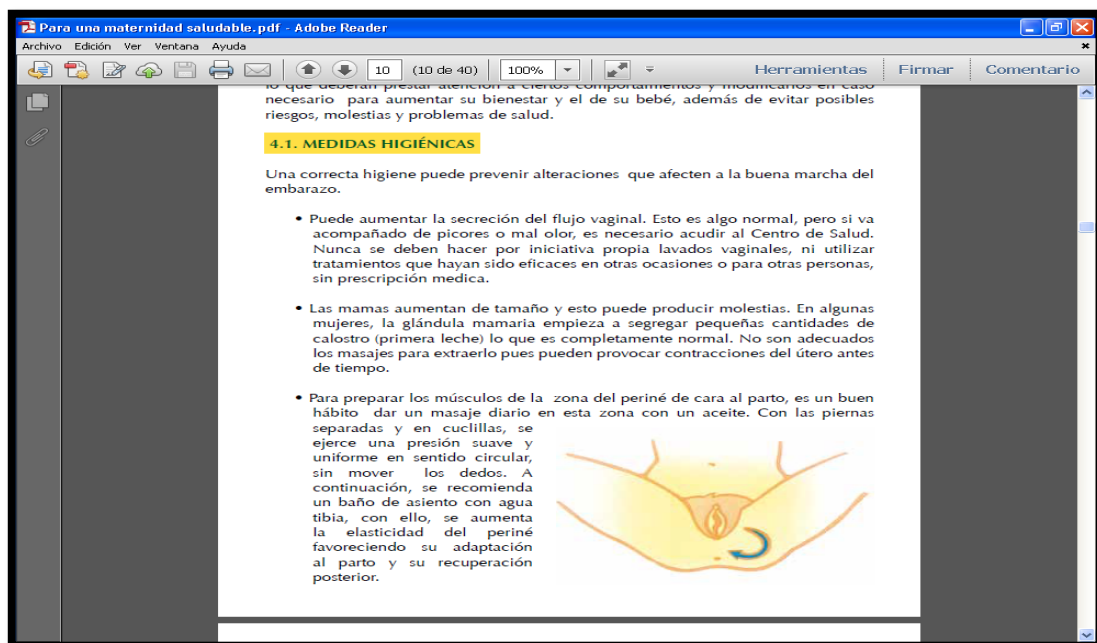 Para una maternidad saludable.pdf - Adobe Reader
Archivo Edición Ver Ventana Ayuda
10 (10 de 40) 100% Herramientas Firmar Comentario
lo que deberán prestar atención a ciertos comportamientos y modificarlos en caso
necesario para aumentar su bienestar y el de su bebé, además de evitar posibles
riesgos, molestias y problemas de salud.
4.1. MEDIDAS HIGIÉNICAS
Una correcta higiene puede prevenir alteraciones que afecten a la buena marcha del
embarazo.
• Puede aumentar la secreción del flujo vaginal. Esto es algo normal, pero si va
acompañado de picores o mal olor, es necesario acudir al Centro de Salud.
Nunca se deben hacer por iniciativa propia lavados vaginales, ni utilizar
tratamientos que hayan sido eficaces en otras ocasiones o para otras personas,
sin prescripción medica.
• Las mamas aumentan de tamaño y esto puede producir molestias. En algunas
mujeres, la glándula mamaria empieza a segregar pequeñas cantidades de
calostro (primera leche) lo que es completamente normal. No son adecuados
los masajes para extraerlo pues pueden provocar contracciones del útero antes
de tiempo.
• Para preparar los músculos de la zona del periné de cara al parto, es un buen
hábito dar un masaje diario en esta zona con un aceite. Con las piernas
separadas y en cuclillas, se
ejerce una presión suave y
uniforme en sentido circular,
sin mover los dedos. A
continuación, se recomienda
un baño de asiento con agua
tibia, con ello, se aumenta
la elasticidad del periné
favoreciendo su adaptación
al parto y su recuperación
posterior.